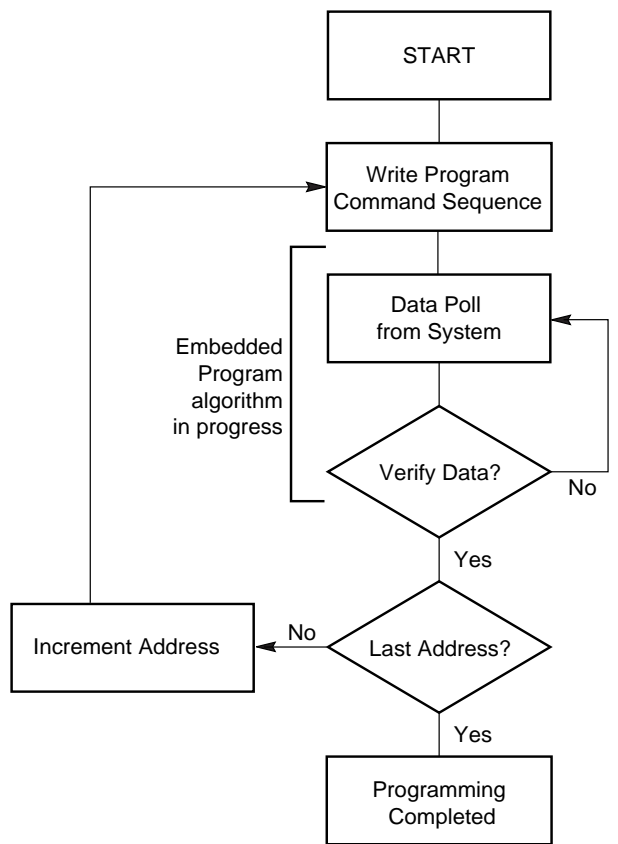 START
Write Program
Command Sequence
Data Poll
from System
Embedded
Program
algorithm
in progress
Verify Data?
No
Yes
Increment Address
No
Last Address?
Yes
Programming
Completed